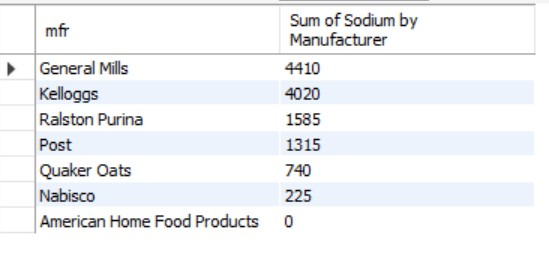 mfr
Sum of Sodium by
Manufacturer
General Mills 4410
Kelloggs 4020
Ralston Purina 1585
Post 1315
Quaker Oats 740
Nabisco 225
American Home Food Products 0